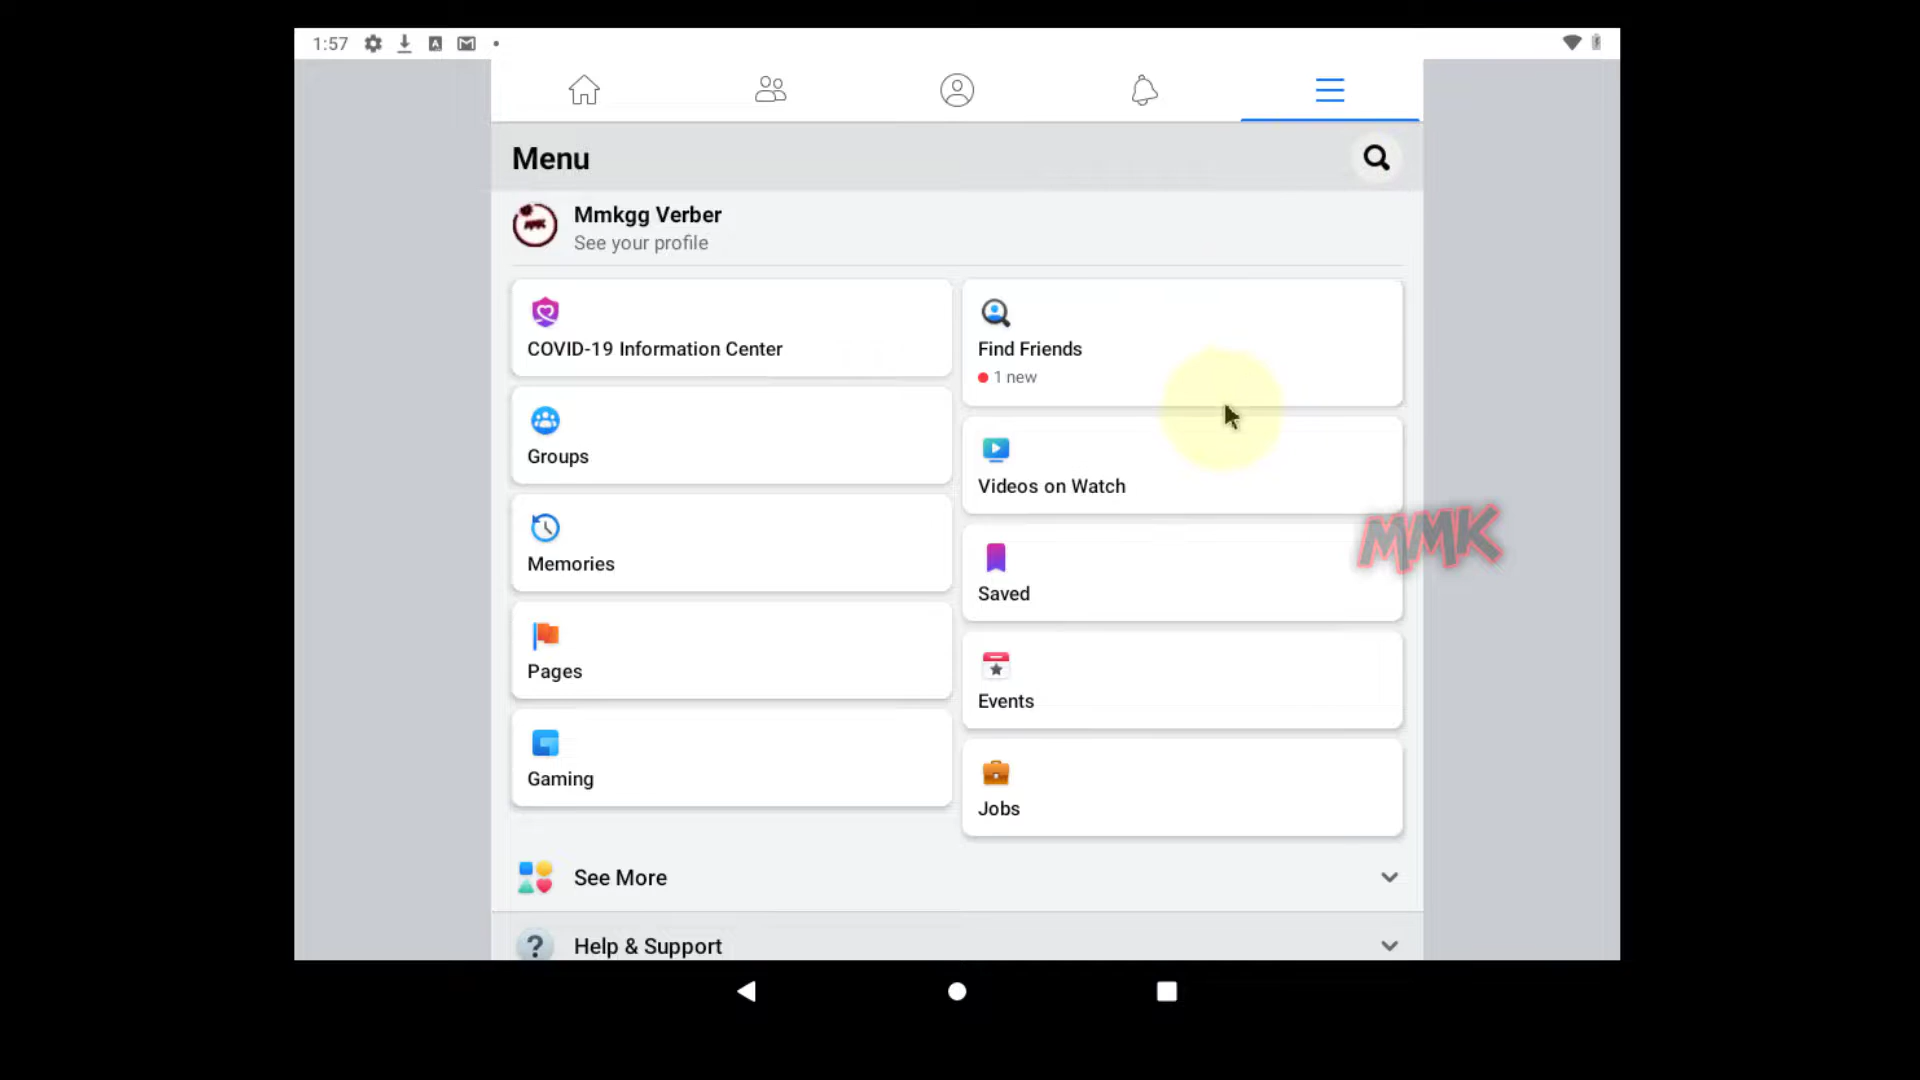 1:57
Menu
Mmkgg Verber
See your profile
COVID-19 Information Center
Find Friends
1 new
Groups
Videos on Watch
Memories
Saved
Pages
Events
Gaming
Jobs
See More
? Help & Support
MMK